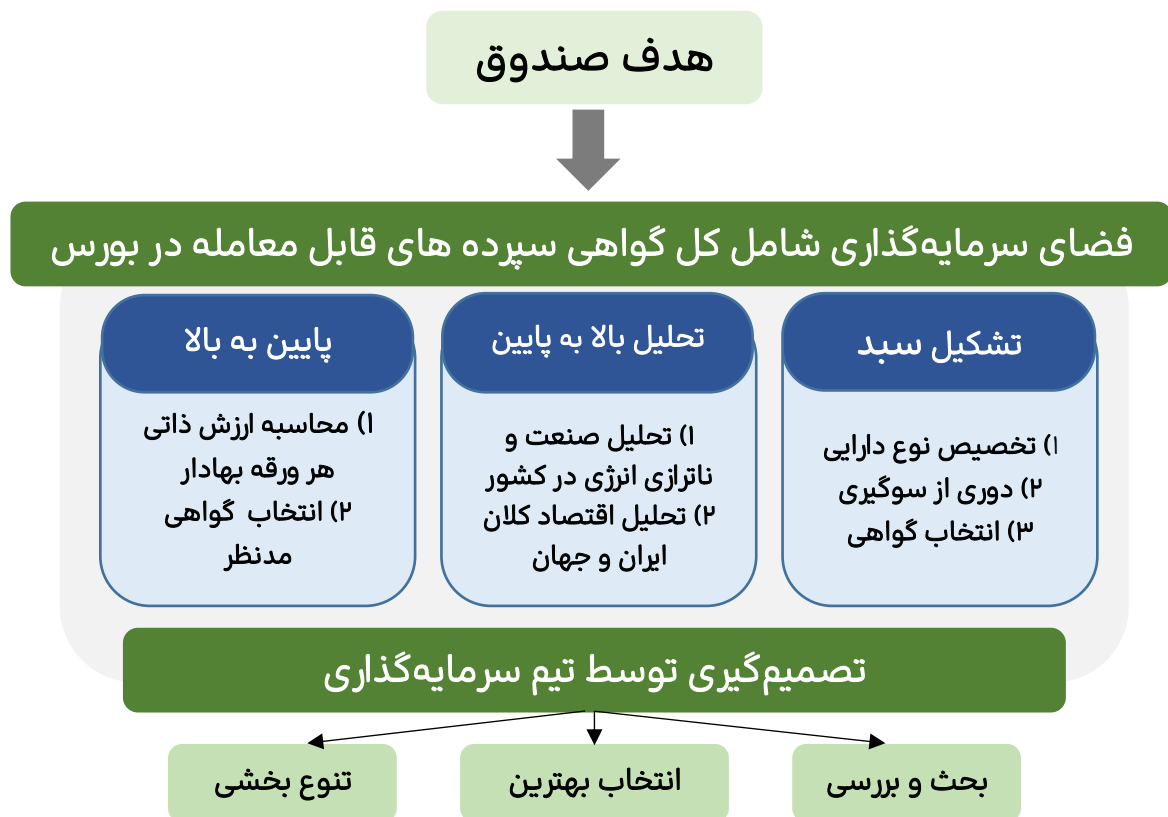 هدف صندوق
فضای سرمایه‌گذاری شامل کل گواهی سپرده های قابل معامله در بورس
تشکیل سبد
۱) تخصیص نوع دارایی
۲) دوری از سوگیری
۳) انتخاب گواهی
تحلیل بالا به پایین
۱) تحلیل صنعت و
ناترازی انرژی در کشور
۲) تحلیل اقتصاد کلان
ایران و جهان
پایین به بالا
۱) محاسبه ارزش ذاتی
هر ورقه بهادار
۲) انتخاب گواهی
مدنظر
تصمیم‌گیری توسط تیم سرمایه‌گذاری
بحث و بررسی
انتخاب بهترین
تنوع بخشی